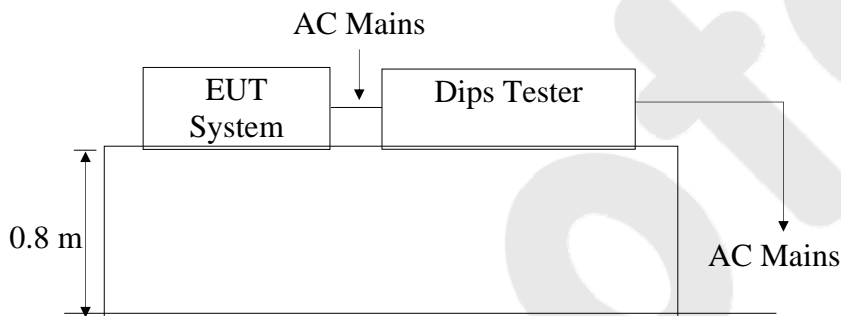 AC Mains
EUT
System
Dips Tester
0.8 m
AC Mains